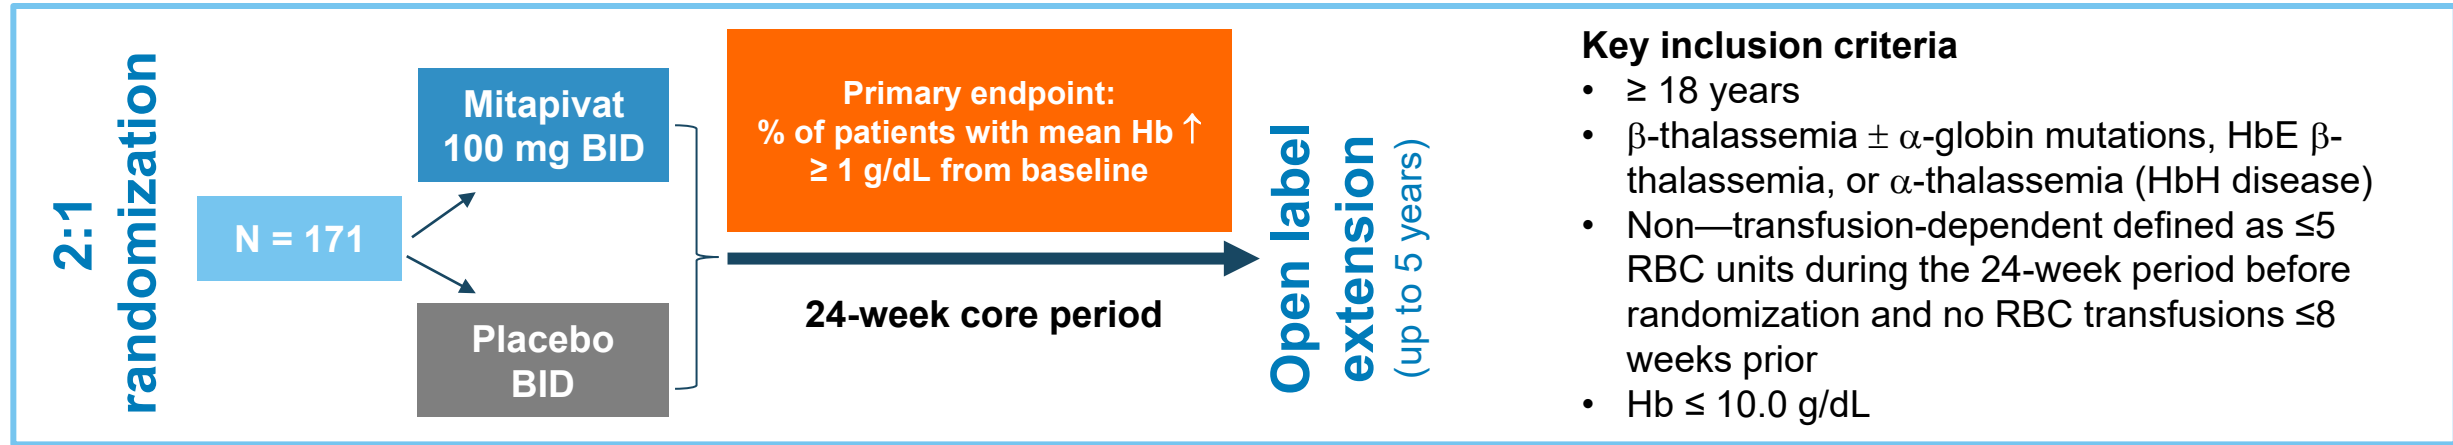 2:1
randomization
N = 171
Mitapivat
100 mg BID
Placebo
BID
Primary endpoint:
% of patients with mean Hb ↑
≥ 1 g/dL from baseline
24-week core period
Open label
extension
(up to 5 years)
Key inclusion criteria
• ≥ 18 years
• β-thalassemia ± α-globin mutations, HbE β-
thalassemia, or α-thalassemia (HbH disease)
• Non—transfusion-dependent defined as ≤5
RBC units during the 24-week period before
randomization and no RBC transfusions ≤8
weeks prior
• Hb ≤ 10.0 g/dL